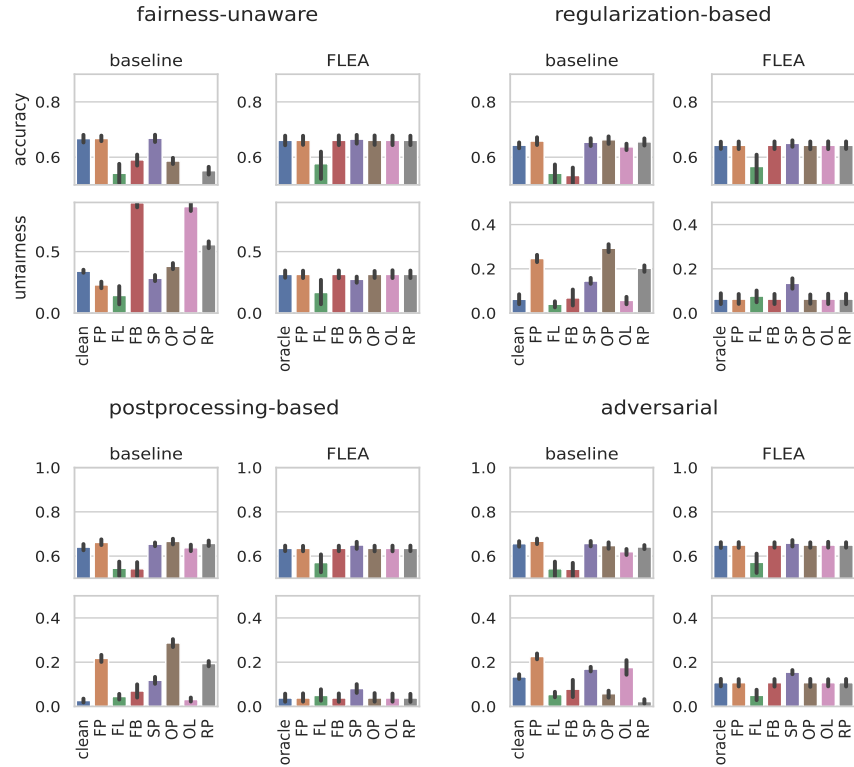 fairness-unaware
regularization-based
baseline
FLEA
baseline
FLEA
accuracy
0.8
0.6
0.8
0.6
0.8
0.6
0.8
0.6
unfairness
0.5
0.0
0.5
0.0
0.4
0.2
0.0
0.4
0.2
0.0
clean FP FL FB SP OP OL RP
oracle FP FL FB SP OP OL RP
clean FP FL FB SP OP OL RP
oracle FP FL FB SP OP OL RP
postprocessing-based
adversarial
baseline
FLEA
baseline
FLEA
1.0
0.8
0.6
1.0
0.8
0.6
1.0
0.8
0.6
1.0
0.8
0.6
0.4
0.2
0.0
0.4
0.2
0.0
0.4
0.2
0.0
0.4
0.2
0.0
clean FP FL FB SP OP OL RP
oracle FP FL FB SP OP OL RP
clean FP FL FB SP OP OL RP
oracle FP FL FB SP OP OL RP